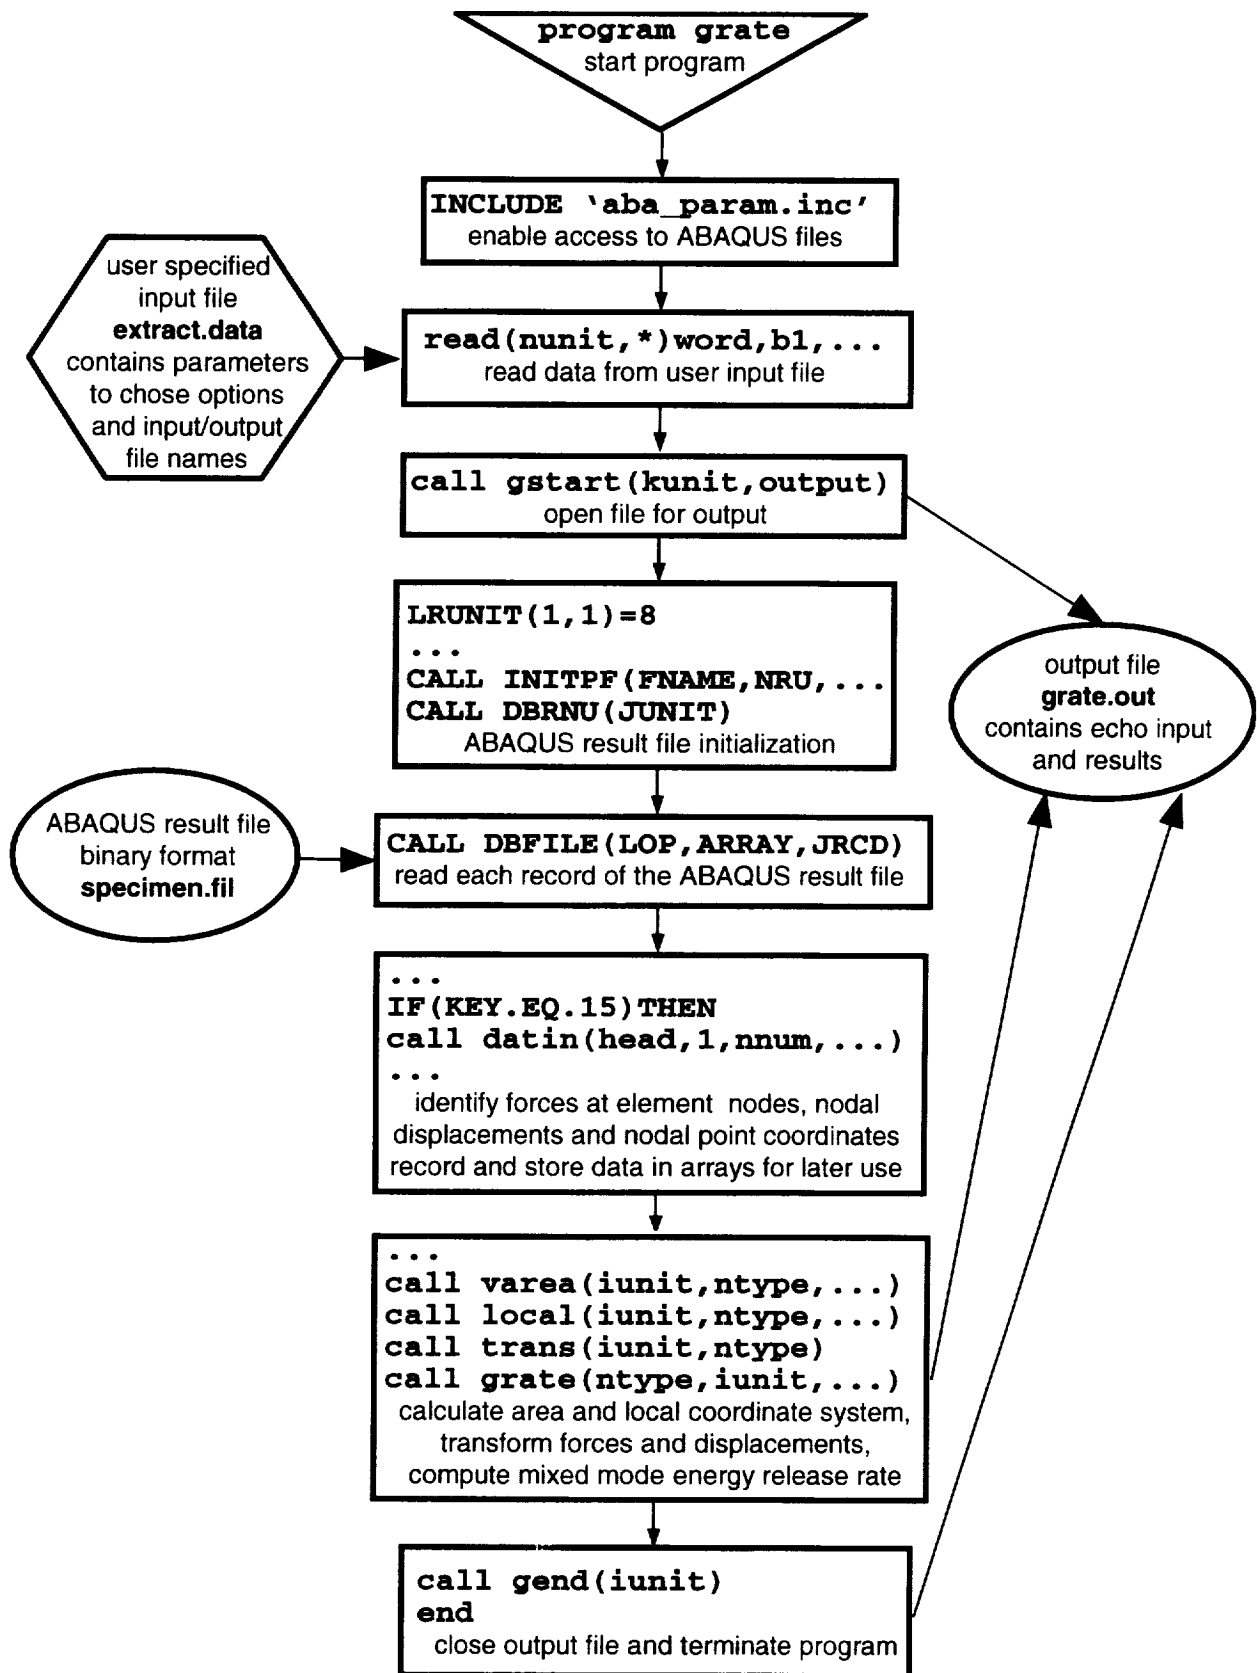 program grate
start program
INCLUDE 'aba_param.inc'
enable access to ABAQUS files
user specified
input file
extract.data
contains parameters
to chose options
and input/output
file names
read(nunit,*)word,b1,...
read data from user input file
call gstart(kunit,output)
open file for output
LRUNIT(1,1)=8
...
CALL INITPF(FNAME,NRU,...
CALL DBRNU(JUNIT)
ABAQUS result file initialization
output file
grate.out
contains echo input
and results
ABAQUS result file
binary format
specimen.fil
CALL DBFILE(LOP,ARRAY,JRCD)
read each record of the ABAQUS result file
...
IF(KEY.EQ.15)THEN
call datin(head,1,nnum,...)
...
identify forces at element nodes, nodal
displacements and nodal point coordinates
record and store data in arrays for later use
...
call varea(iunit,ntype,...)
call local(iunit,ntype,...)
call trans(iunit,ntype)
call grate(ntype,iunit,...)
calculate area and local coordinate system,
transform forces and displacements,
compute mixed mode energy release rate
call gend(iunit)
end
close output file and terminate program